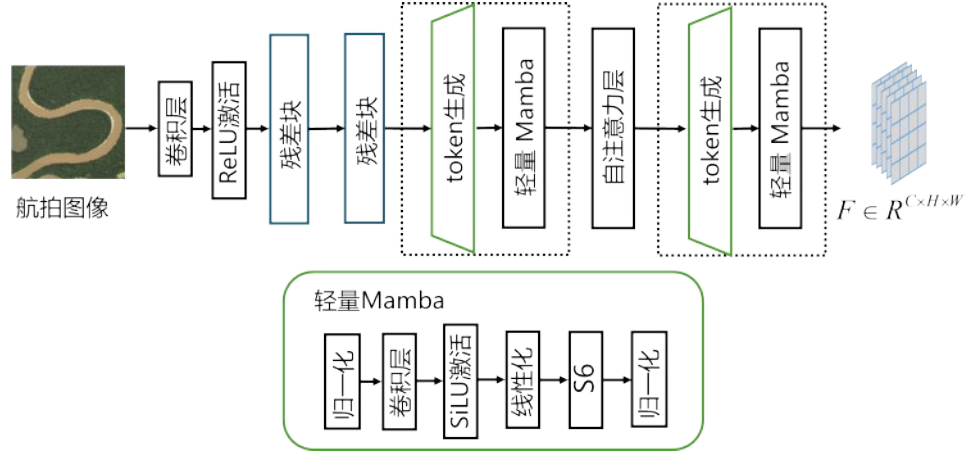 航拍图像
卷积层
ReLU激活
残差块
残差块
token生成
轻量 Mamba
自注意力层
token生成
轻量 Mamba
F ∈ R^{C×H×W}
轻量Mamba
归一化
卷积层
SiLU激活
线性化
S6
归一化